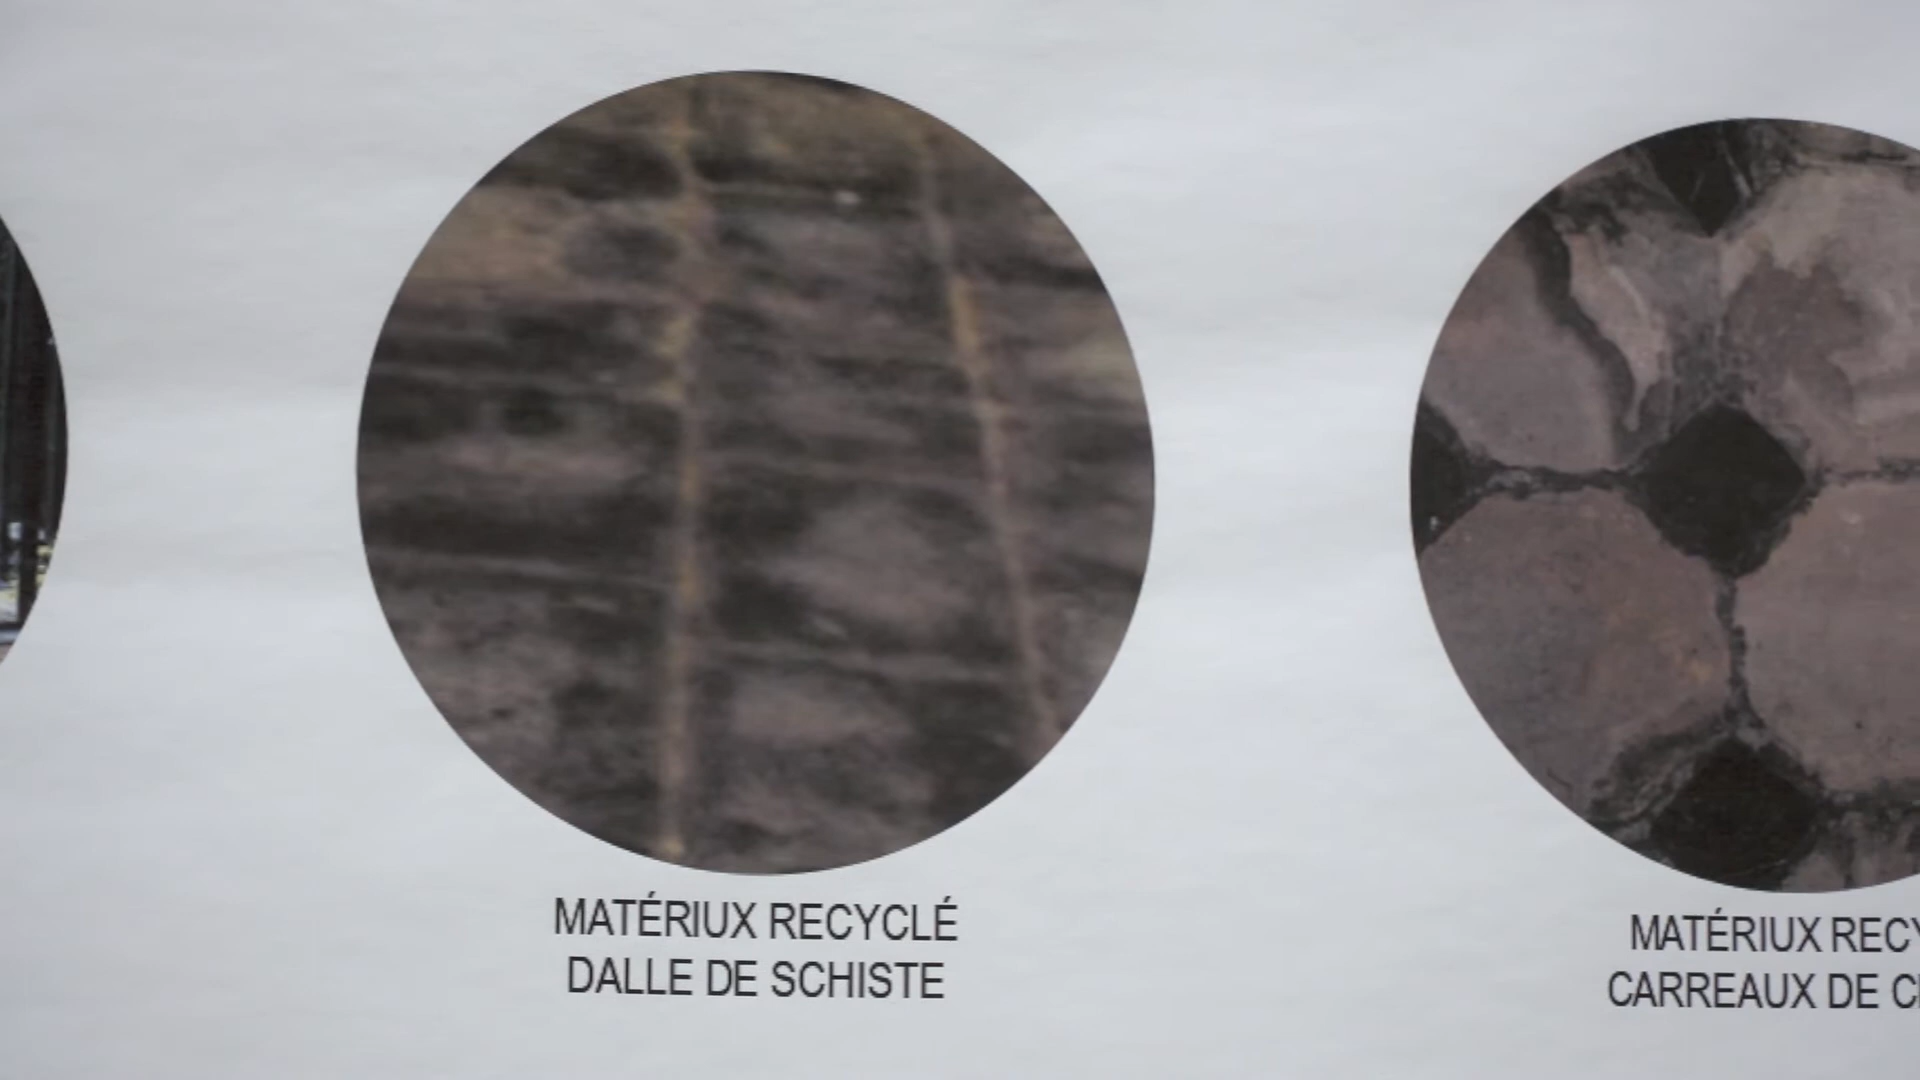 MATÉRIUX RECYCLÉ
DALLE DE SCHISTE
MATÉRIUX
CARREAUX DE